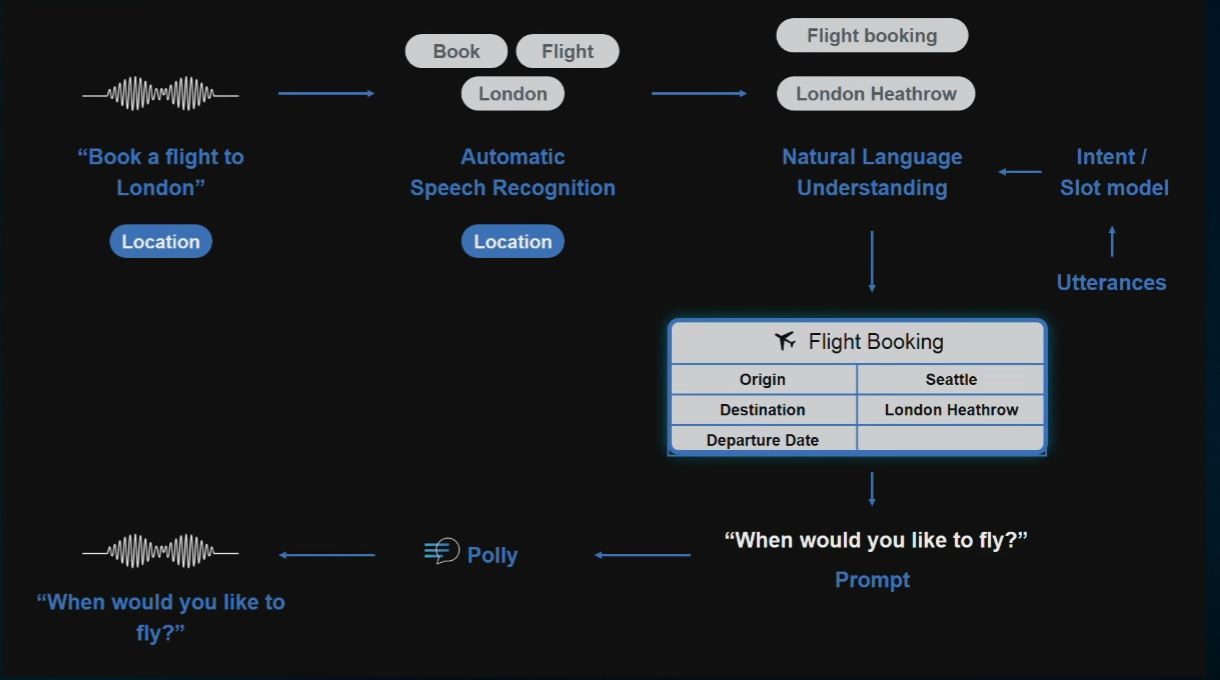 Book
Flight
London
Flight booking
London Heathrow
“Book a flight to
London”
Location
Automatic
Speech Recognition
Location
Natural Language
Understanding
Intent /
Slot model
Utterances
Flight Booking
Origin Seattle
Destination London Heathrow
Departure Date
“When would you like to fly?”
Prompt
Polly
“When would you like to
fly?”